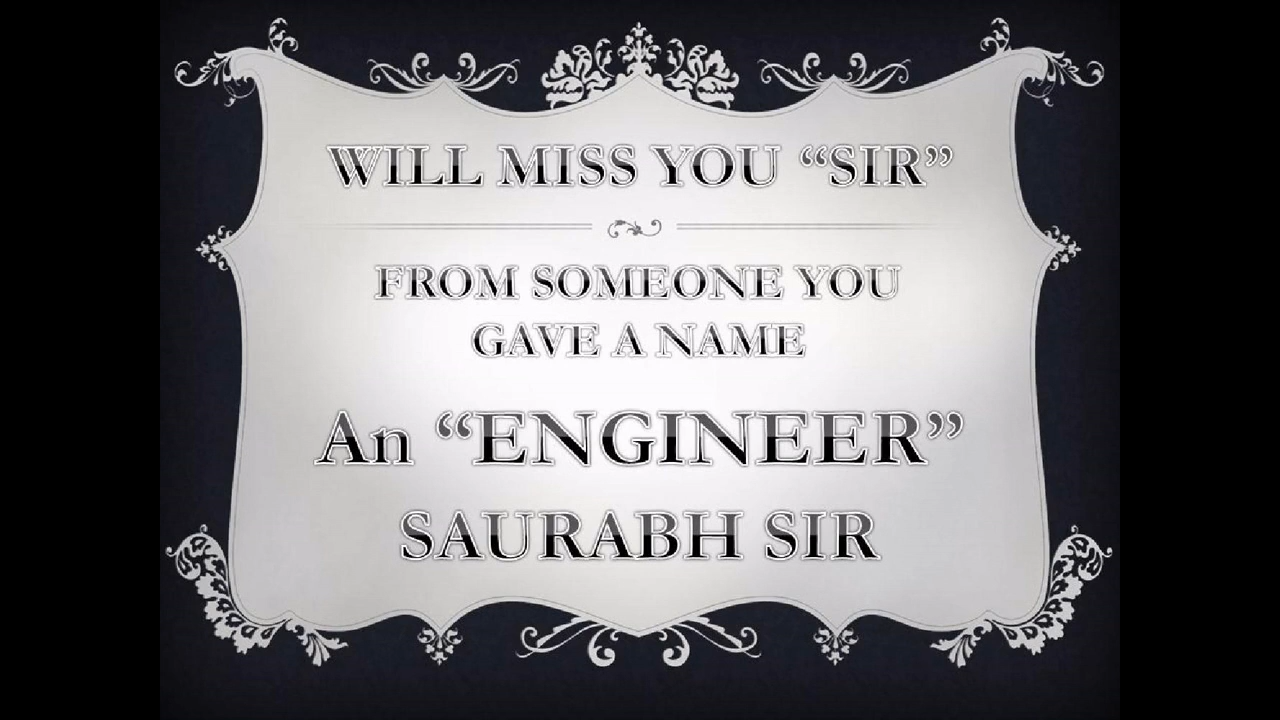 WILL MISS YOU “SIR”
FROM SOMEONE YOU
GAVE A NAME
An “ENGINEER”
SAURABH SIR